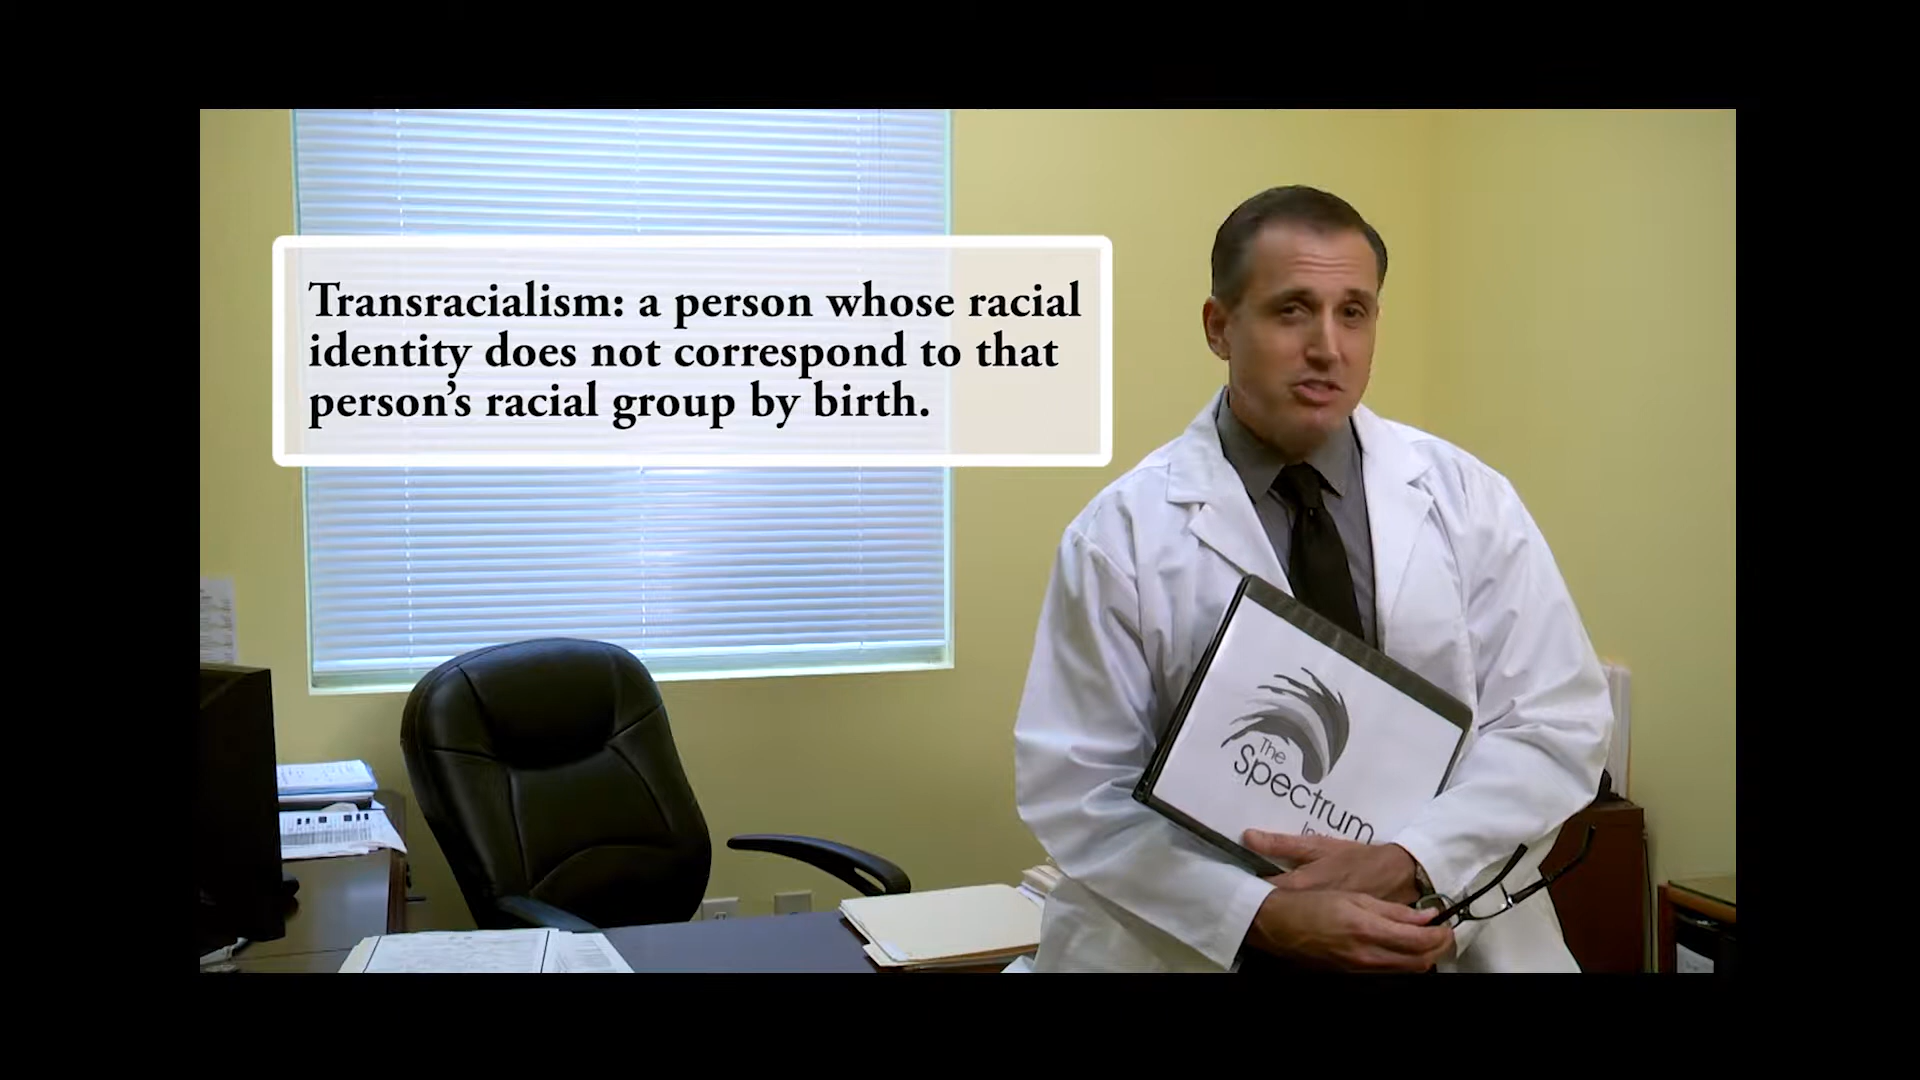 Transracialism: a person whose racial
identity does not correspond to that
person's racial group by birth.
The
Spectrum